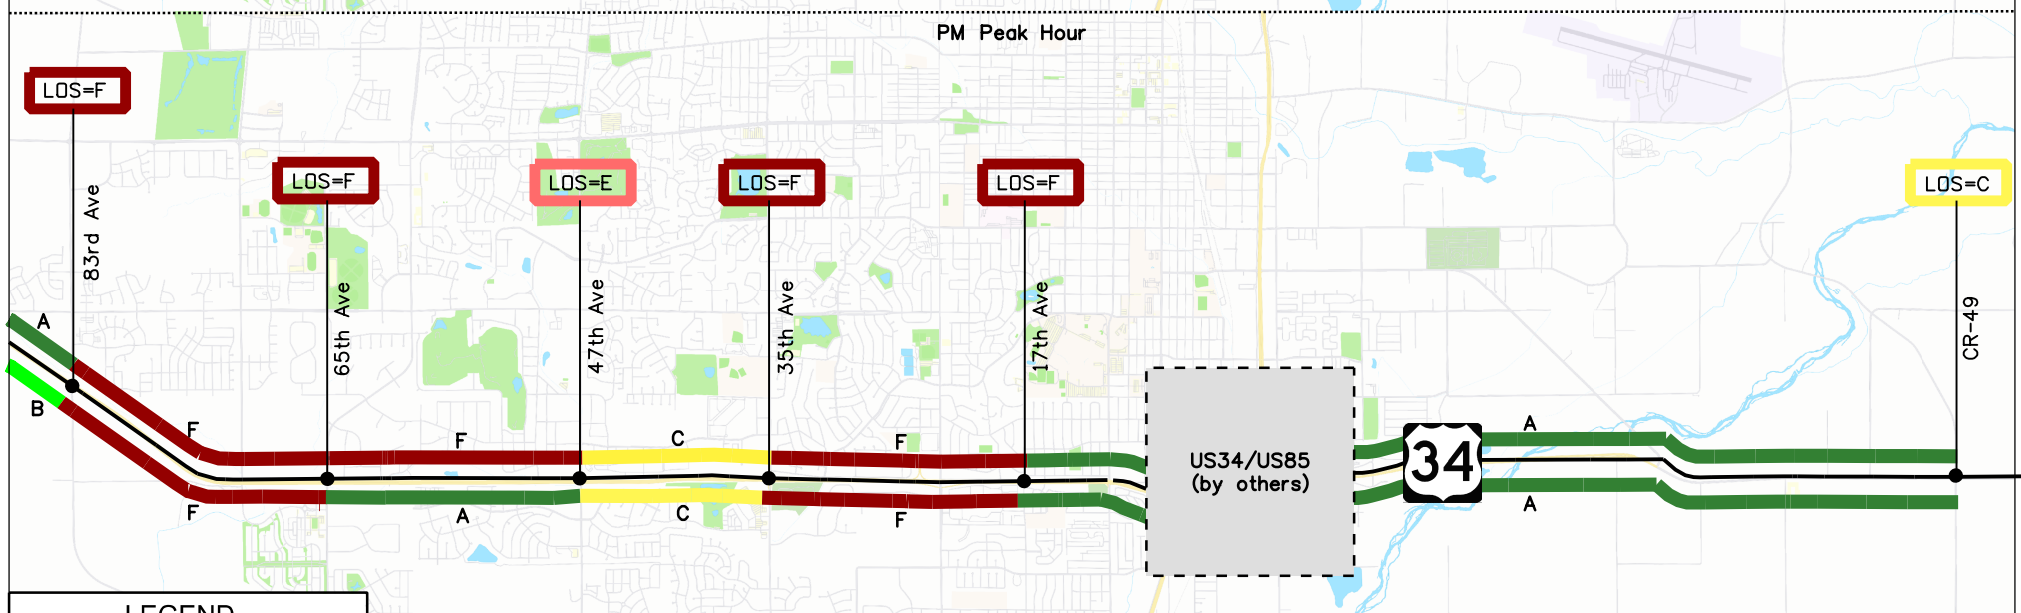 PM Peak Hour
LOS=F
LOS=F
LOS=E
LOS=F
LOS=F
LOS=C
83rd Ave
65th Ave
47th Ave
35th Ave
17th Ave
CR-49
A
B
F
F
F
A
C
C
F
F
US34/US85
(by others)
34
A
A
LEGEND